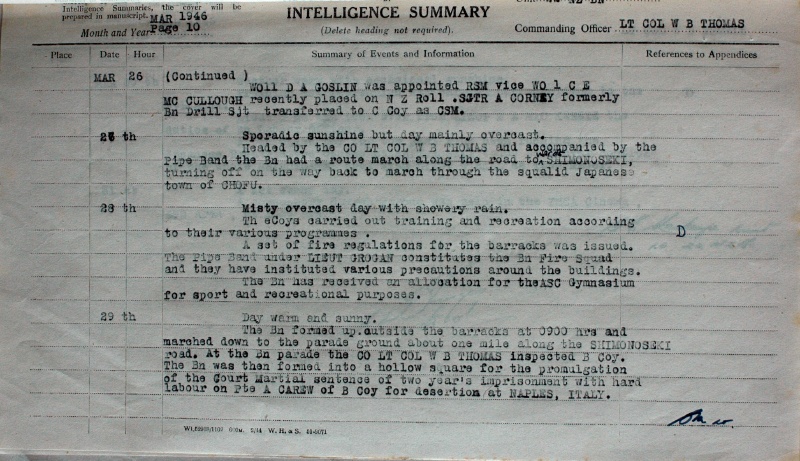 Intelligence Summaries, the cover will be
prepared in manuscript.
MAR 1946
Month and Year Page 10
INTELLIGENCE SUMMARY
(Delete heading not required).
NZ BN
Commanding Officer LT COL W B THOMAS
Place Date Hour Summary of Events and Information References to Appendices
MAR 26 (Continued )
WOll D A GOSLIN was appointed RSM vice WO l C E
MC CULLOUGH recently placed on N Z Roll .SJTR A CORNEY formerly
Bn Drill Sjt transferred to C Coy as CSM.
27 th Sporadic sunshine but day mainly overcast.
Headed by the CO LT COL W B THOMAS and accompanied by the
Pipe Band the Bn had a route march along the road to SHIMONOSEKI,
turning off on the way back to march through the squalid Japanese
town of CHOFU.
28 th Misty overcast day with showery rain.
Th eCoys carried out training and recreation according
to their various programmes . D
A set of fire regulations for the barracks was issued.
The Pipe Band under LIEUT GROGAN constitutes the Bn Fire Squad
and they have instituted various precautions around the buildings.
The Bn has received an allocation for theASC Gymnasium
for sport and recreational purposes.
29 th Day warm and sunny.
The Bn formed up.outside the barracks at 0900 hrs and
marched down to the parade ground about one mile along the SHIMONOSEKI
road. At the Bn parade the CO LT COL W B THOMAS inspected B Coy.
The Bn was then formed into a hollow square for the promulgation
of the Court Martial sentence of two year's imprisonment with hard
labour on Pte A CAREW of B Coy for desertion at NAPLES, ITALY.
5/44 W. H. & S.